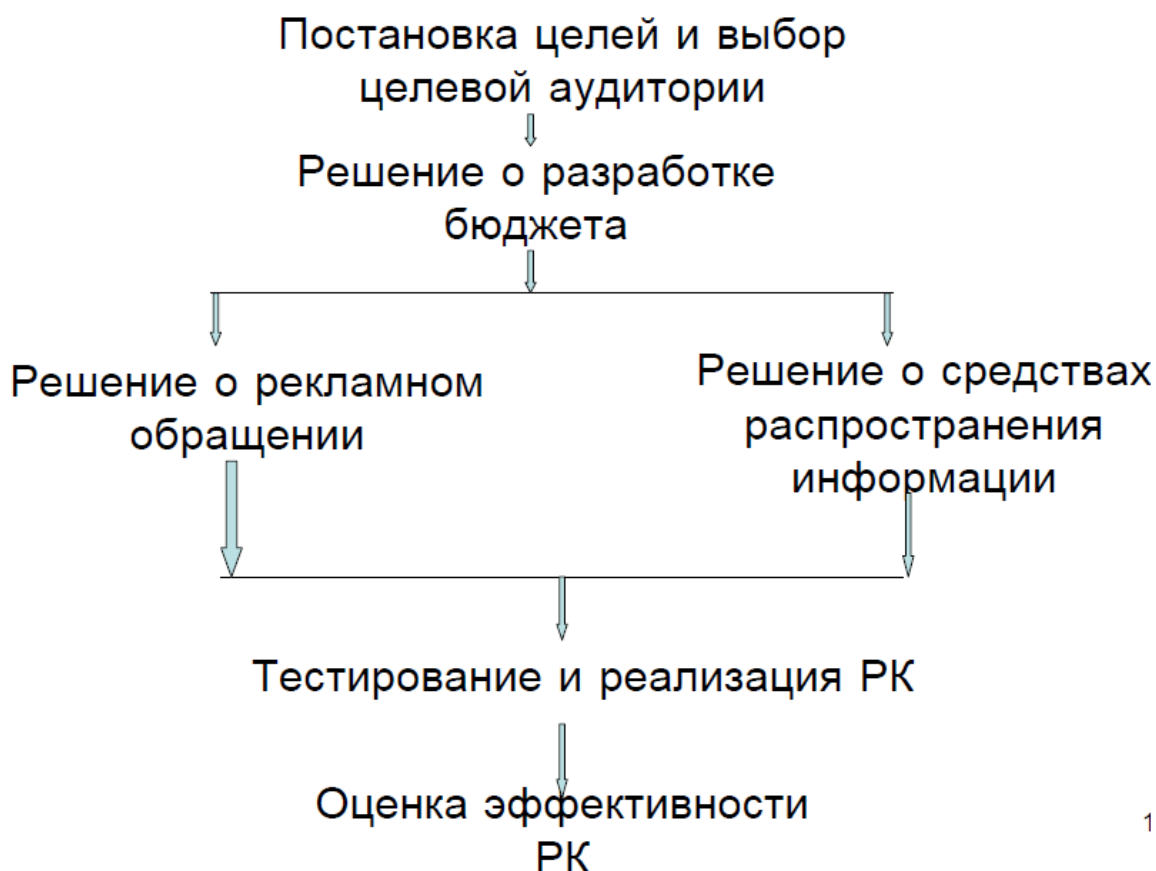 Постановка целей и выбор
целевой аудитории
Решение о разработке
бюджета
Решение о рекламном
обращении
Решение о средствах
распространения
информации
Тестирование и реализация РК
Оценка эффективности
РК
1